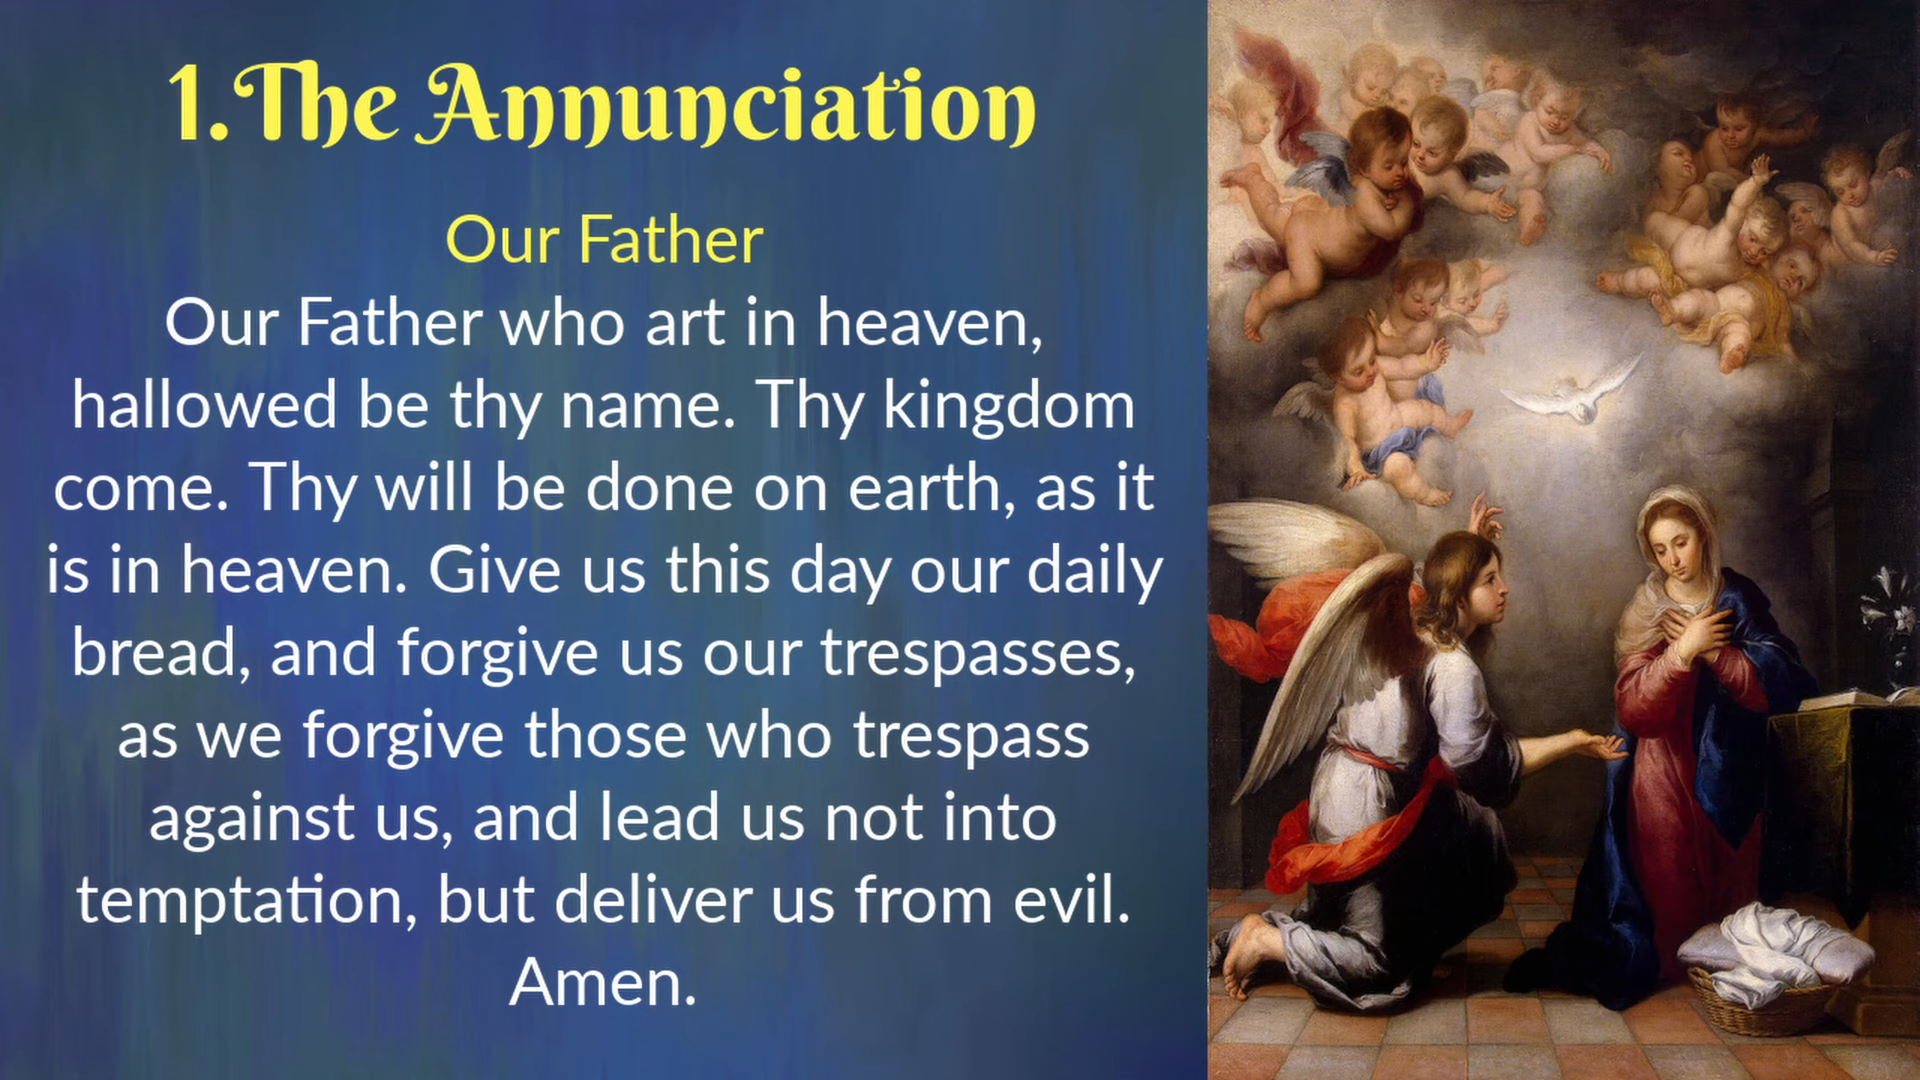 1.The Annunciation
Our Father
Our Father who art in heaven,
hallowed be thy name. Thy kingdom
come. Thy will be done on earth, as it
is in heaven. Give us this day our daily
bread, and forgive us our trespasses,
as we forgive those who trespass
against us, and lead us not into
temptation, but deliver us from evil.
Amen.